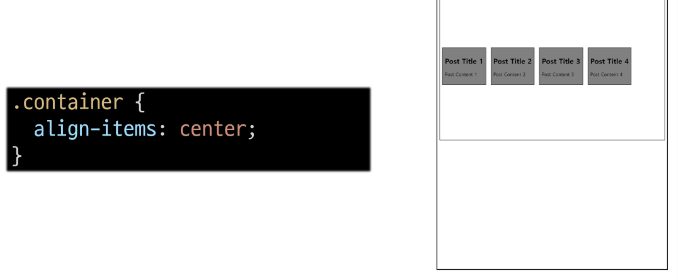 .container {
  align-items: center;
}
Post Title 1 Post Title 2 Post Title 3 Post Title 4
Post Content 1 Post Content 2 Post Content 3 Post Content 4